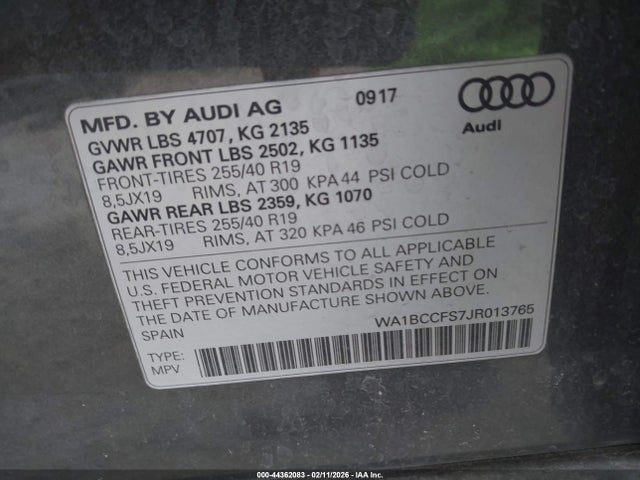 MFD. BY AUDI AG 0917
GVWR LBS 4707, KG 2135
GAWR FRONT LBS 2502, KG 1135
FRONT-TIRES 255/40 R19
8,5JX19 RIMS, AT 300 KPA 44 PSI COLD
GAWR REAR LBS 2359, KG 1070
REAR-TIRES 255/40 R19
8,5JX19 RIMS, AT 320 KPA 46 PSI COLD
Audi
THIS VEHICLE CONFORMS TO ALL APPLICABLE
U.S. FEDERAL MOTOR VEHICLE SAFETY AND
THEFT PREVENTION STANDARDS IN EFFECT ON
THE DATE OF MANUFACTURE SHOWN ABOVE.
SPAIN
WA1BCCFS7JR013765
TYPE:
MPV
000-44362083 - 02/11/2026 - IAA Inc.